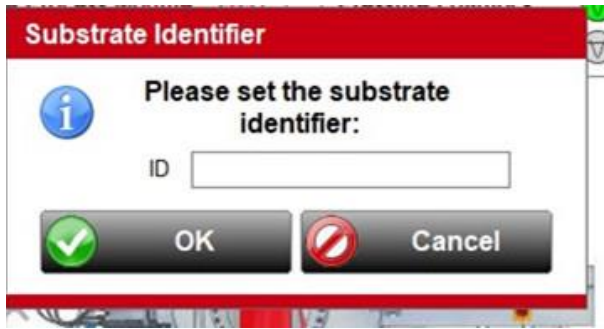 Substrate Identifier
Please set the substrate
identifier:
ID
OK
Cancel